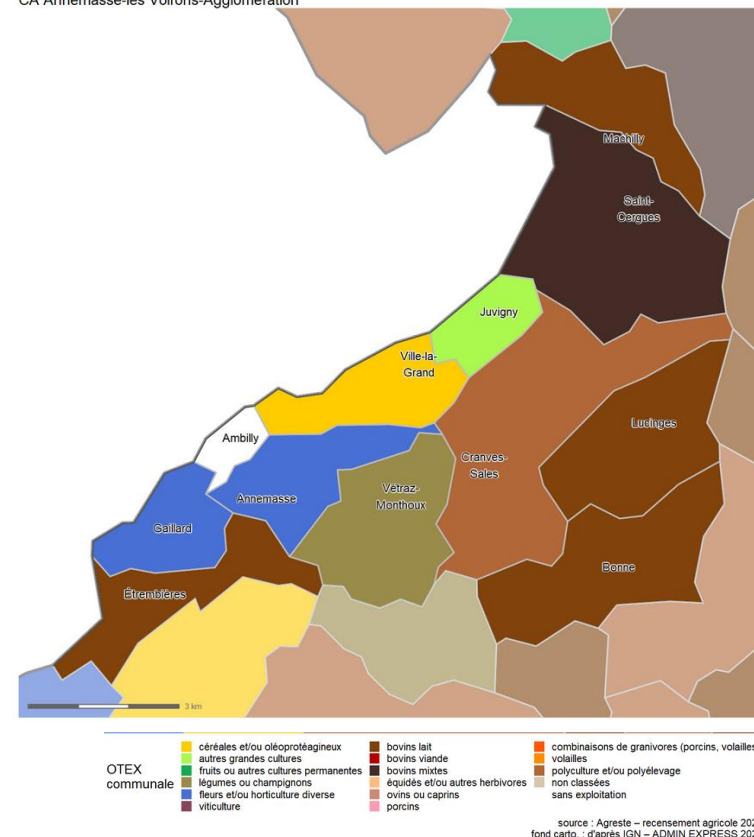 CA Annemasse-les Voirons-Agglomération
Machilly
Saint-
Cergues
Juvigny
Ville-la-
Grand
Ambilly
Lucinges
Cranves-
Sales
Vétraz-
Monthoux
Annemasse
Gaillard
Bonne
Étrembières
3 km
OTEX
communale
céréales et/ou oléoprotéagineux
autres grandes cultures
fruits ou autres cultures permanentes
légumes ou champignons
fleurs et/ou horticulture diverse
viticulture
bovins lait
bovins viande
bovins mixtes
équidés et/ou autres herbivores
ovins ou caprins
porcins
combinaisons de granivores (porcins, volailles
volailles
polyculture et/ou polyélevage
non classées
sans exploitation
source : Agreste – recensement agricole 202
fond carto. : d'après IGN – ADMIN EXPRESS 202